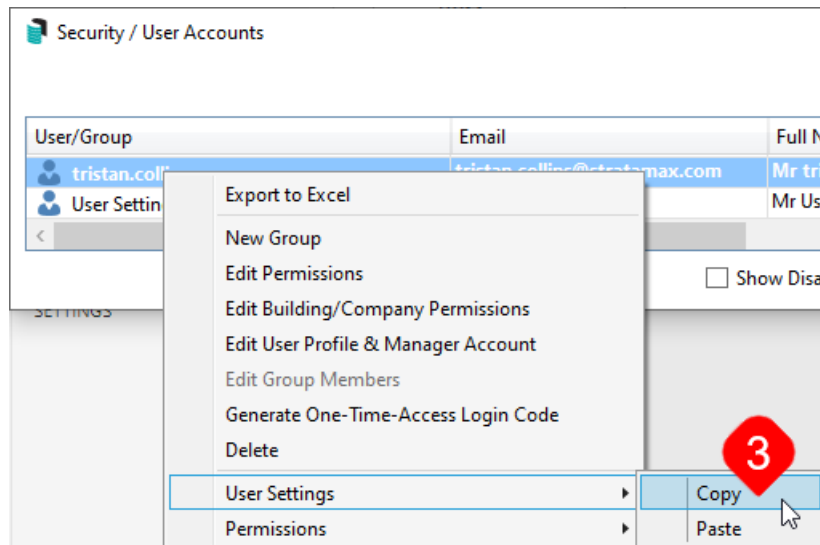 Security / User Accounts
User/Group Email Full N
tristan.coll tristan.collins@stratamax.com Mr tri
User Settin Mr Us
Export to Excel
New Group
Edit Permissions
Show Disa
Edit Building/Company Permissions
SETTINGS
Edit User Profile & Manager Account
Edit Group Members
Generate One-Time-Access Login Code
Delete
3
User Settings Copy
Permissions Paste